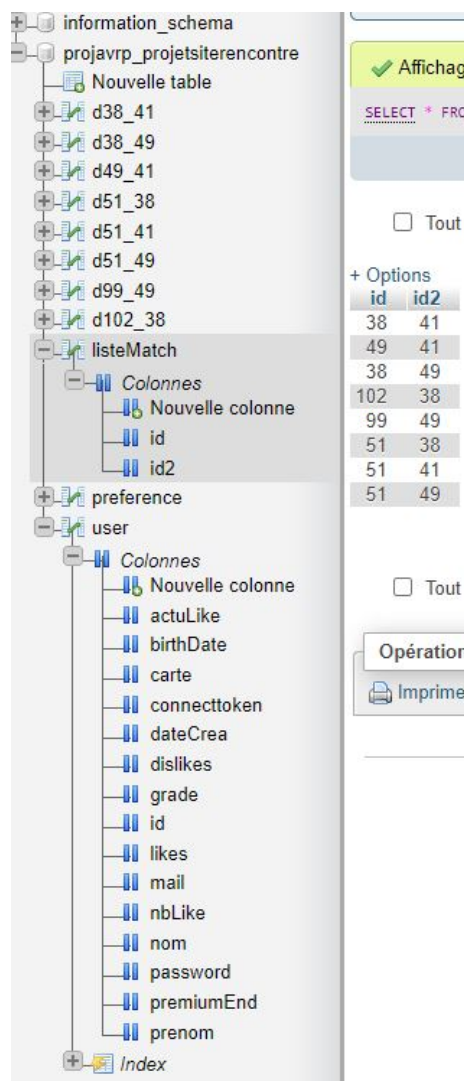 information_schema
projavrp_projetsiterencontre
Nouvelle table
d38_41
d38_49
d49_41
d51_38
d51_41
d51_49
d99_49
d102_38
listeMatch
Colonnes
Nouvelle colonne
id
id2
preference
user
Colonnes
Nouvelle colonne
actuLike
birthDate
carte
connecttoken
dateCrea
dislikes
grade
id
likes
mail
nbLike
nom
password
premiumEnd
prenom
Index
Affichag
SELECT * FRO
Tout
+ Options
id id2
38 41
49 41
38 49
102 38
99 49
51 38
51 41
51 49
Tout
Opération
Imprime